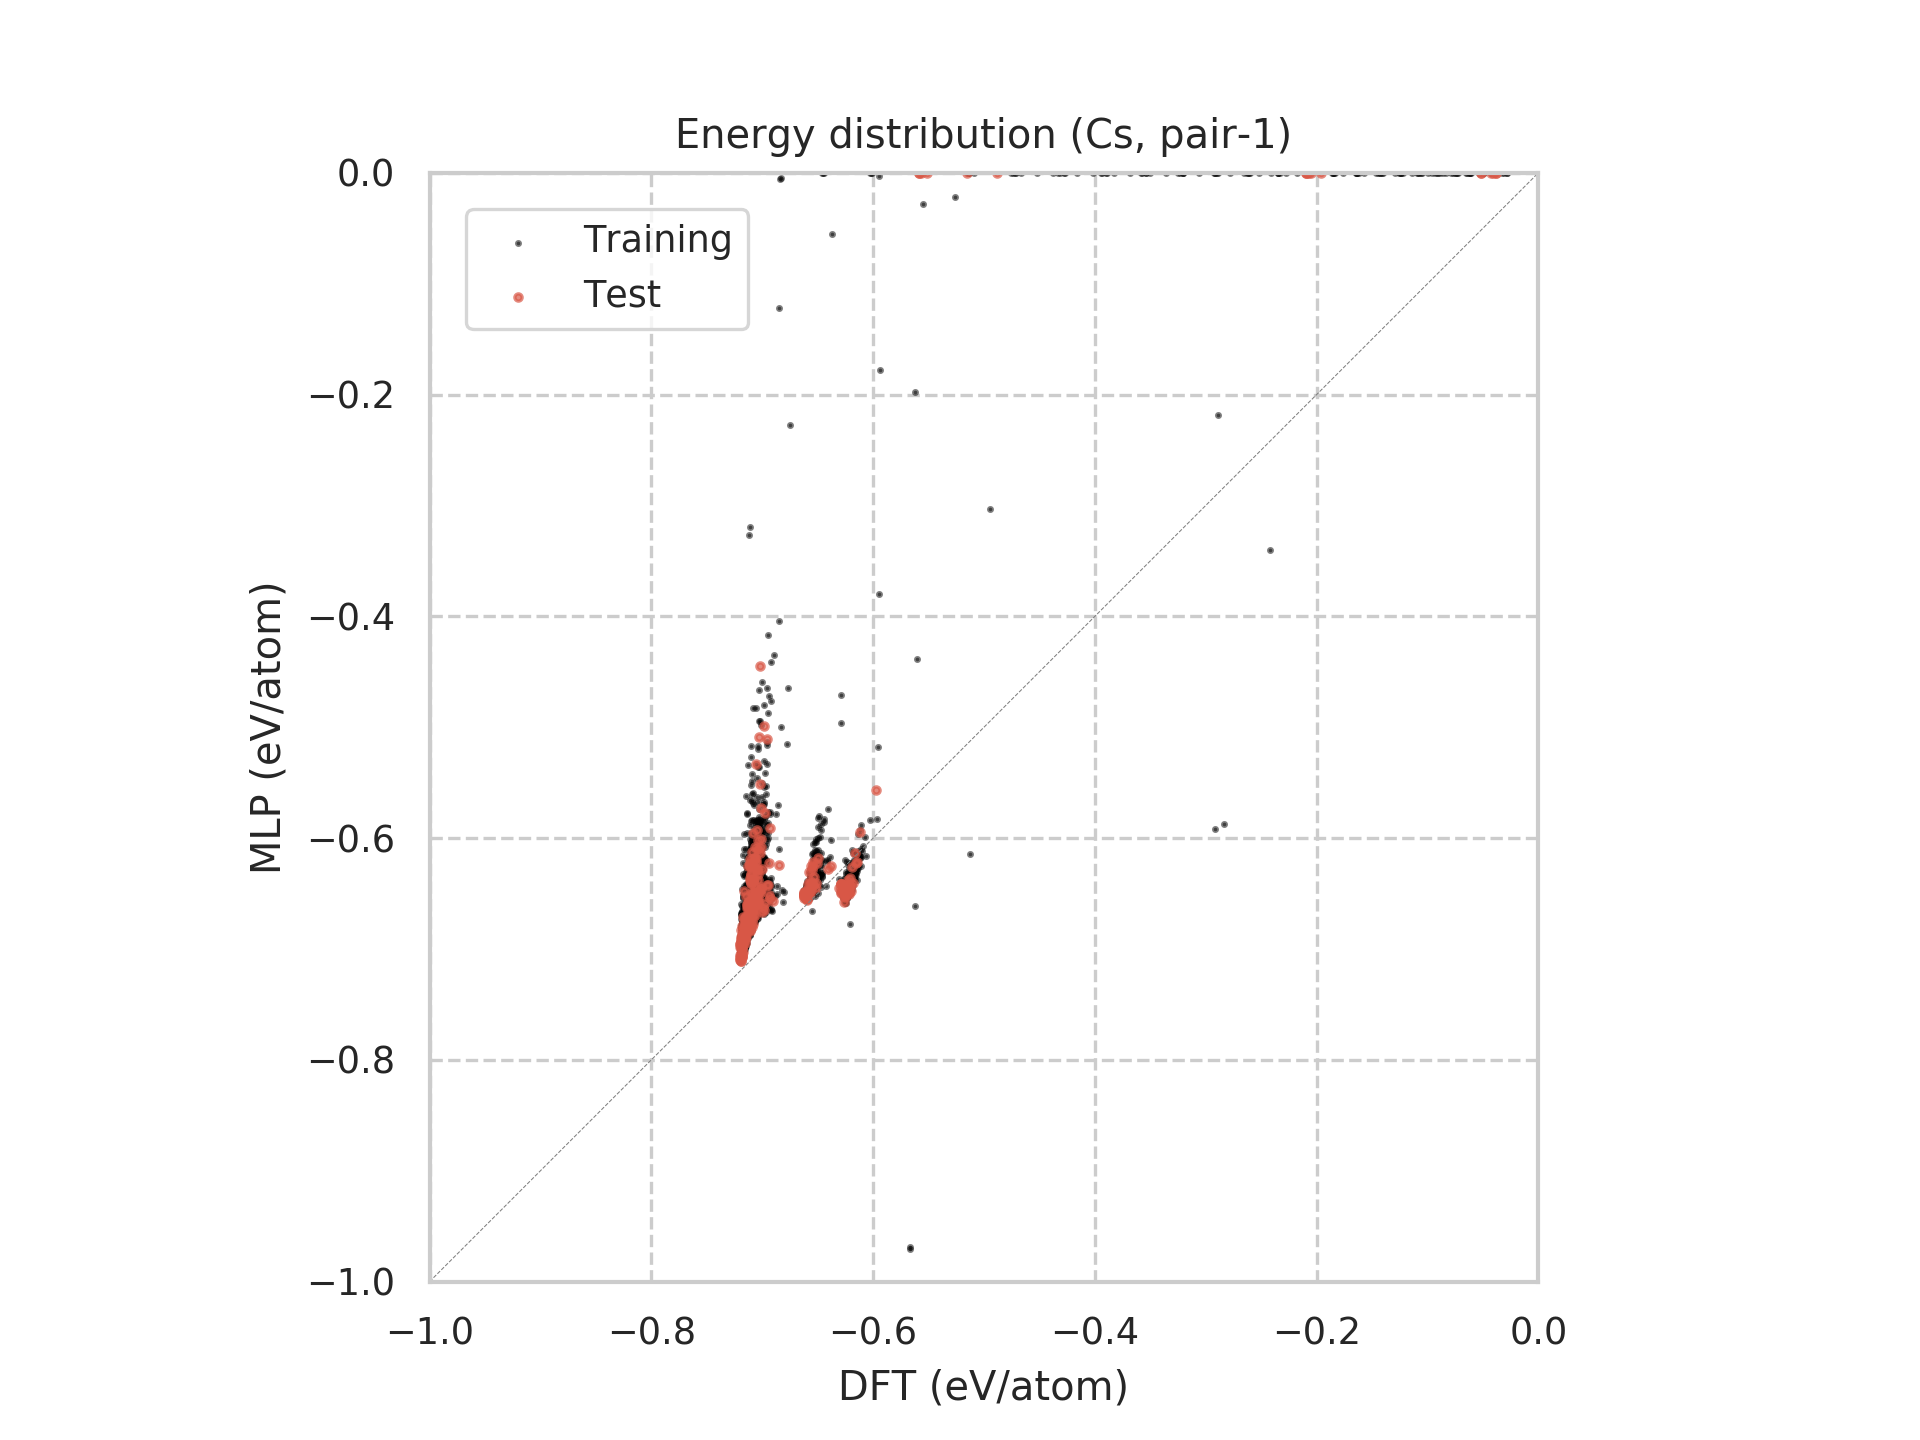 Energy distribution (Cs, pair-1)
0.0
Training
Test
−0.2
−0.4
MLP (eV/atom)
−0.6
−0.8
−1.0
−1.0 −0.8 −0.6 −0.4 −0.2 0.0
DFT (eV/atom)